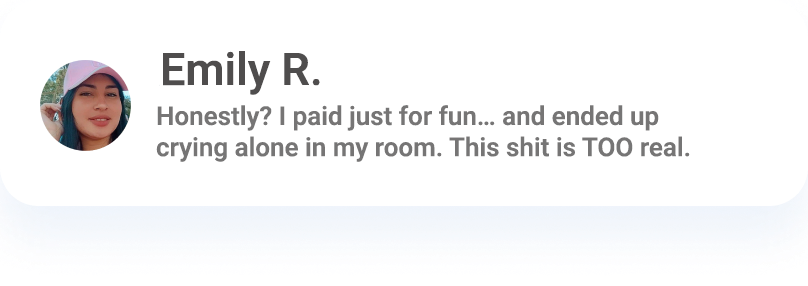 Emily R.
Honestly? I paid just for fun... and ended up
crying alone in my room. This shit is TOO real.